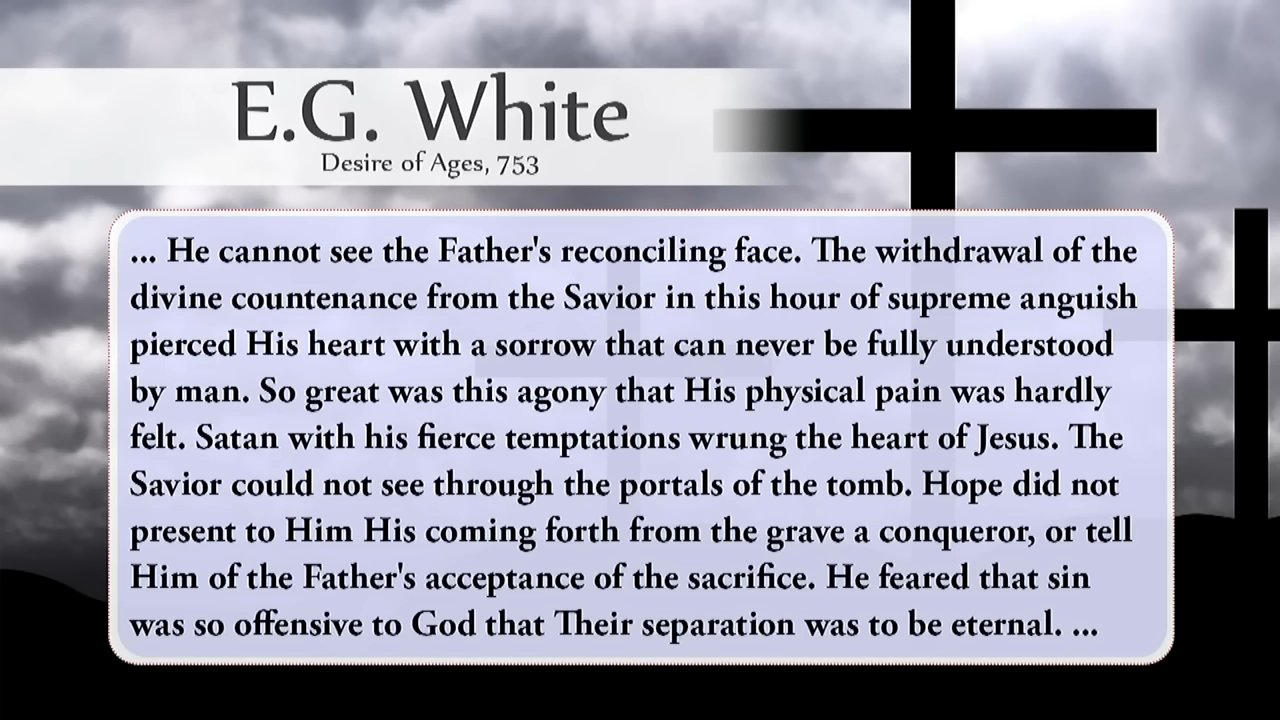 E.G. White
Desire of Ages, 753
... He cannot see the Father's reconciling face. The withdrawal of the
divine countenance from the Savior in this hour of supreme anguish
pierced His heart with a sorrow that can never be fully understood
by man. So great was this agony that His physical pain was hardly
felt. Satan with his fierce temptations wrung the heart of Jesus. The
Savior could not see through the portals of the tomb. Hope did not
present to Him His coming forth from the grave a conqueror, or tell
Him of the Father's acceptance of the sacrifice. He feared that sin
was so offensive to God that Their separation was to be eternal. ...